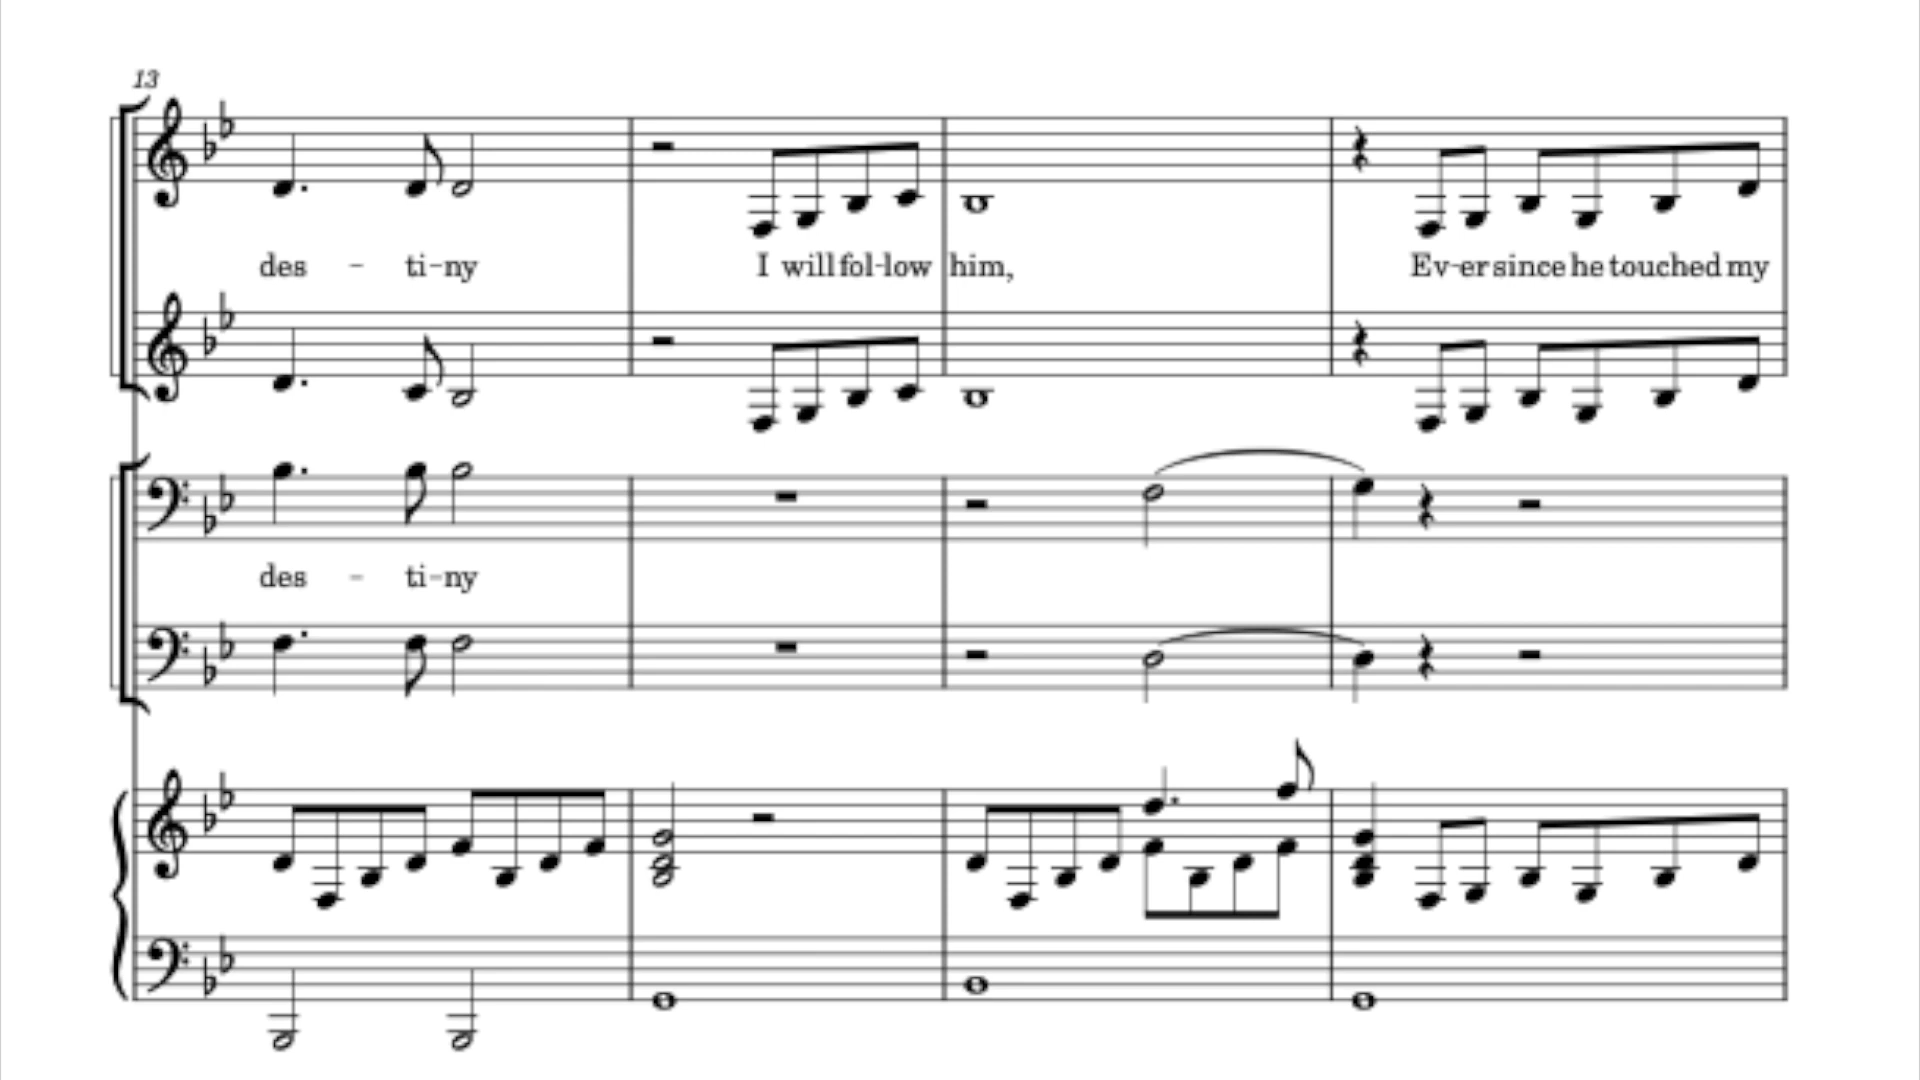 13
des - ti-ny I will fol-low him, Ev-er since he touched my
des - ti-ny